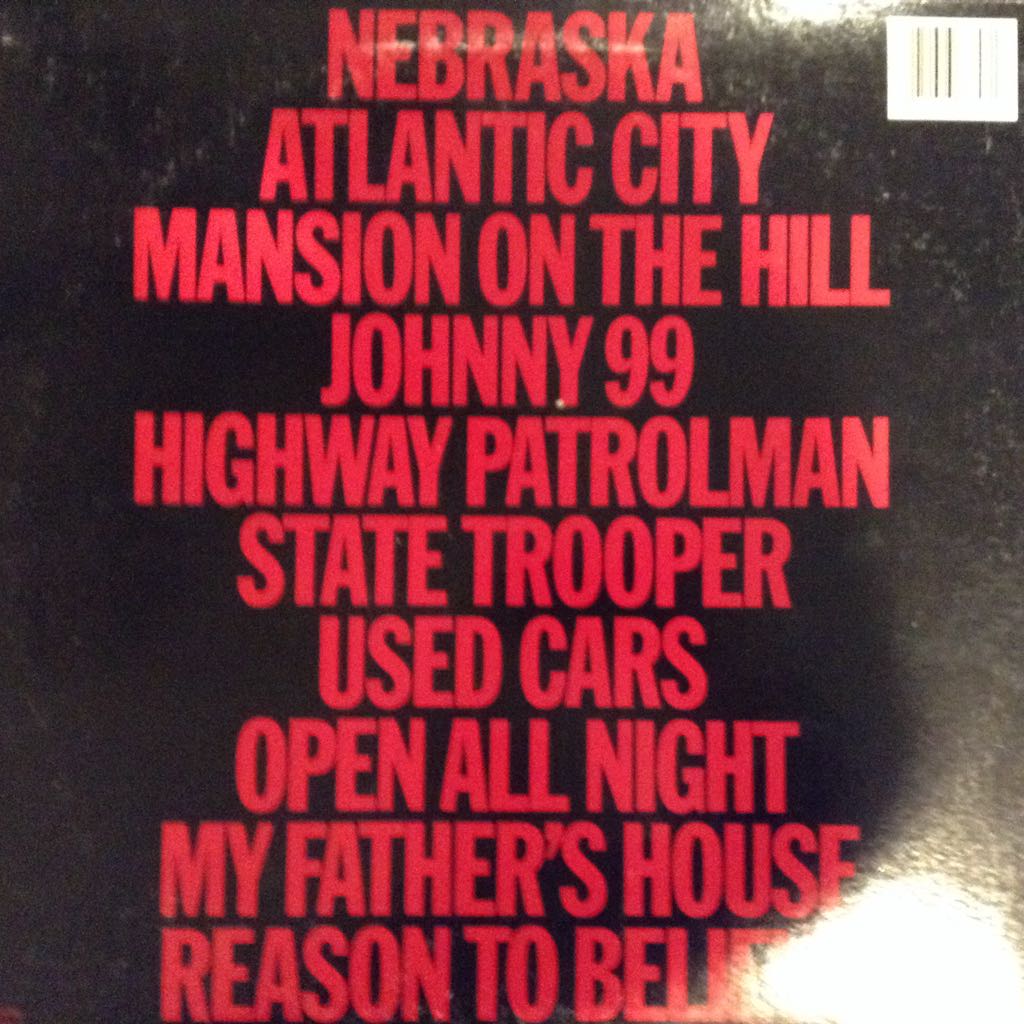 NEBRASKA
ATLANTIC CITY
MANSION ON THE HILL
JOHNNY 99
HIGHWAY PATROLMAN
STATE TROOPER
USED CARS
OPEN ALL NIGHT
MY FATHER'S HOUSE
REASON TO